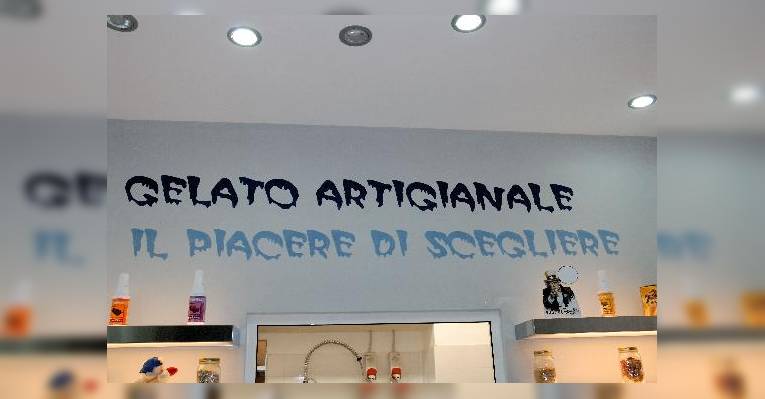 GELATO ARTIGIANALE
IL PIACERE DI SCEGLIERE